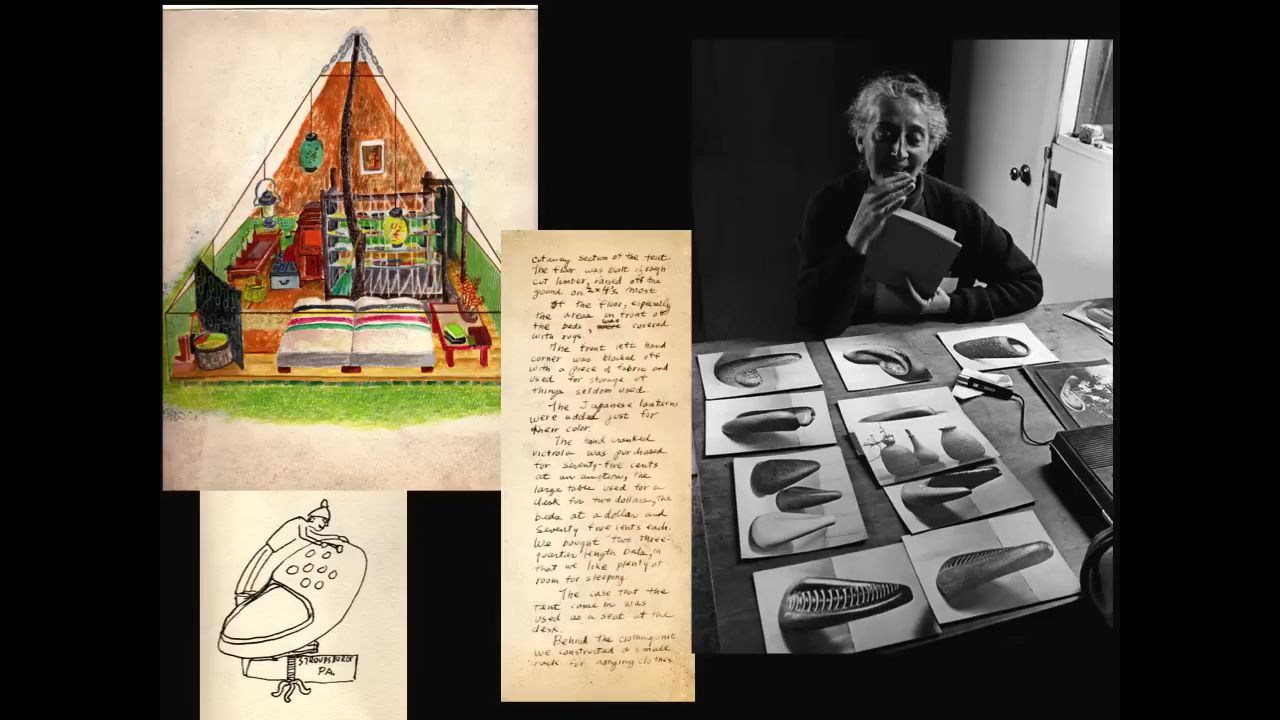 cutaway section of the tent.
The floor was built of rough
cut lumber, raised off the
ground on 2x4's most
of the floor, especially
the areas in front of
the beds, was covered
with rugs.
The front left hand
corner was blocked off
with a piece of fabric and
used for storage of
things seldom used.
The Japanese lanterns
were added just for
their color.
The hand cranked
victrola was purchased
for seventy-five cents
at an auction, the
large table used for a
desk for two dollars, the
beds at a dollar and
seventy five cents each.
We bought two three-
quarter length beds, in
that we like plenty of
room for sleeping.
The case that the
tent came in was
used as a seat at the
desk.
Behind the clothing unit
we constructed a small
rack for hanging clothes
STROUDSBURG
PA.